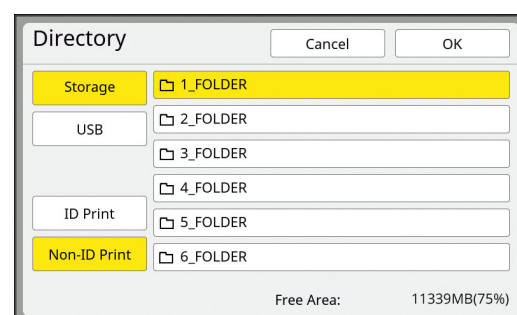 Directory
Cancel
OK
Storage
USB
ID Print
Non-ID Print
1_FOLDER
2_FOLDER
3_FOLDER
4_FOLDER
5_FOLDER
6_FOLDER
Free Area: 11339MB(75%)